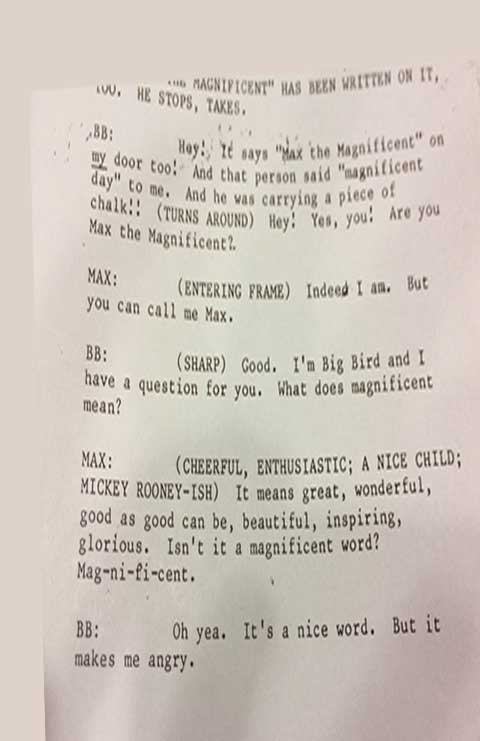 MAGNIFICENT" HAS BEEN WRITTEN ON IT,
TOO. HE STOPS, TAKES.
BB: Hey! It says "Max the Magnificent" on
my door too! And that person said "magnificent
day" to me. And he was carrying a piece of
chalk!! (TURNS AROUND) Hey! Yes, you! Are you
Max the Magnificent?
MAX: (ENTERING FRAME) Indeed I am. But
you can call me Max.
BB: (SHARP) Good. I'm Big Bird and I
have a question for you. What does magnificent
mean?
MAX: (CHEERFUL, ENTHUSIASTIC; A NICE CHILD;
MICKEY ROONEY-ISH) It means great, wonderful,
good as good can be, beautiful, inspiring,
glorious. Isn't it a magnificent word?
Mag-ni-fi-cent.
BB: Oh yea. It's a nice word. But it
makes me angry.